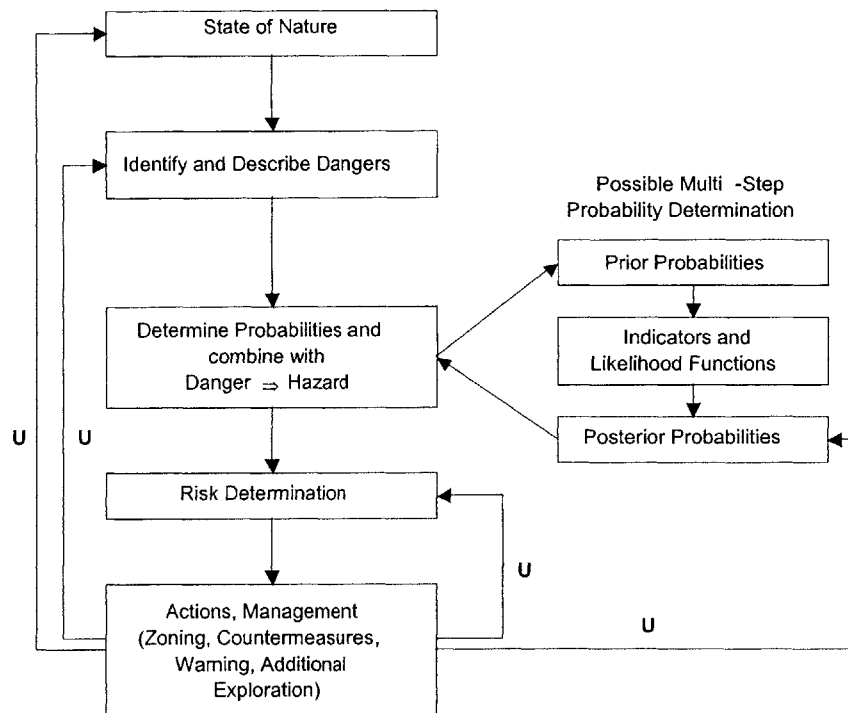 State of Nature
Identify and Describe Dangers
Possible Multi -Step
Probability Determination
Prior Probabilities
Determine Probabilities and
combine with
Danger ⇒ Hazard
Indicators and
Likelihood Functions
Posterior Probabilities
U
U
Risk Determination
U
Actions, Management
(Zoning, Countermeasures,
Warning, Additional
Exploration)
U